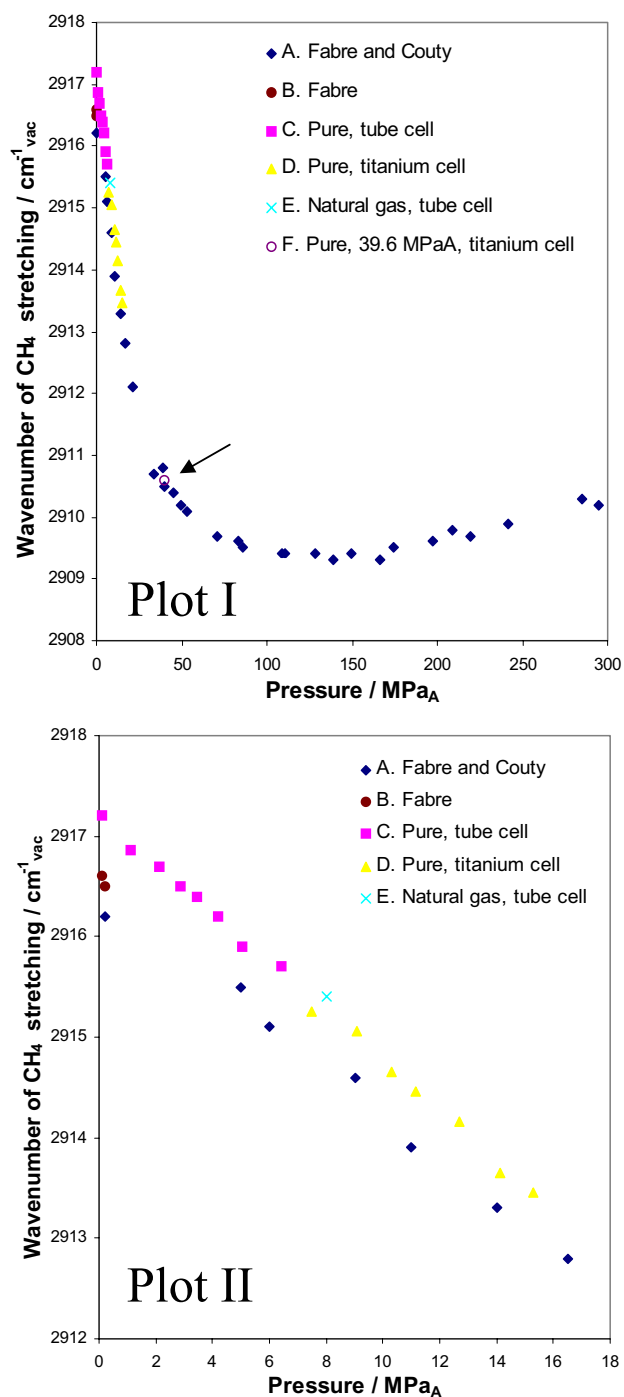 2918
2917
2916
2915
2914
2913
2912
2911
2910
2909
2908
Wavenumber of CH₄ stretching / cm⁻¹vac
A. Fabre and Couty
B. Fabre
C. Pure, tube cell
D. Pure, titanium cell
E. Natural gas, tube cell
F. Pure, 39.6 MPaA, titanium cell
Plot I
0 50 100 150 200 250 300
Pressure / MPaA
2918
2917
2916
2915
2914
2913
2912
Wavenumber of CH₄ stretching / cm⁻¹vac
A. Fabre and Couty
B. Fabre
C. Pure, tube cell
D. Pure, titanium cell
E. Natural gas, tube cell
Plot II
0 2 4 6 8 10 12 14 16 18
Pressure / MPaA